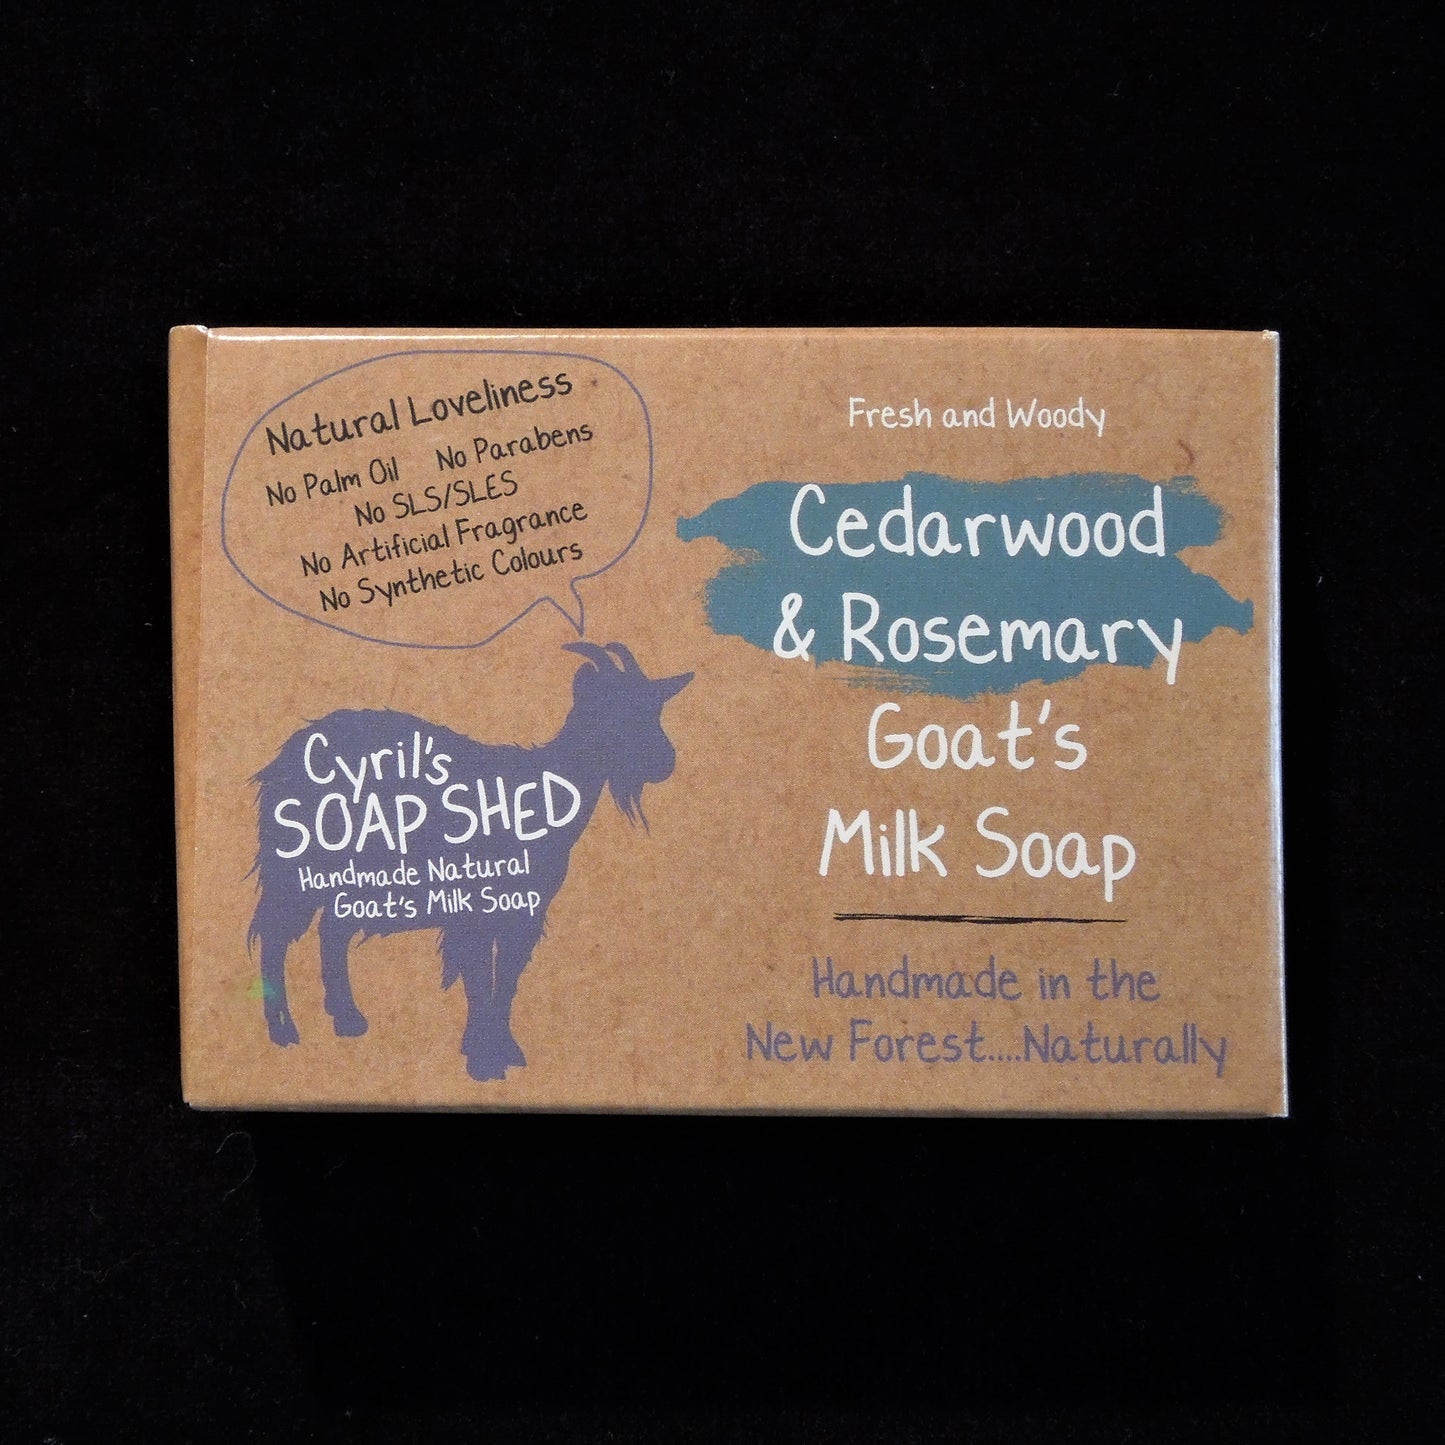 Natural Loveliness
No Palm Oil No Parabens
No SLS/SLES
No Artificial Fragrance
No Synthetic Colours
Cyril's
SOAP SHED
Handmade Natural
Goat's Milk Soap
Fresh and Woody
Cedarwood
& Rosemary
Goat's
Milk Soap
Handmade in the
New Forest....Naturally